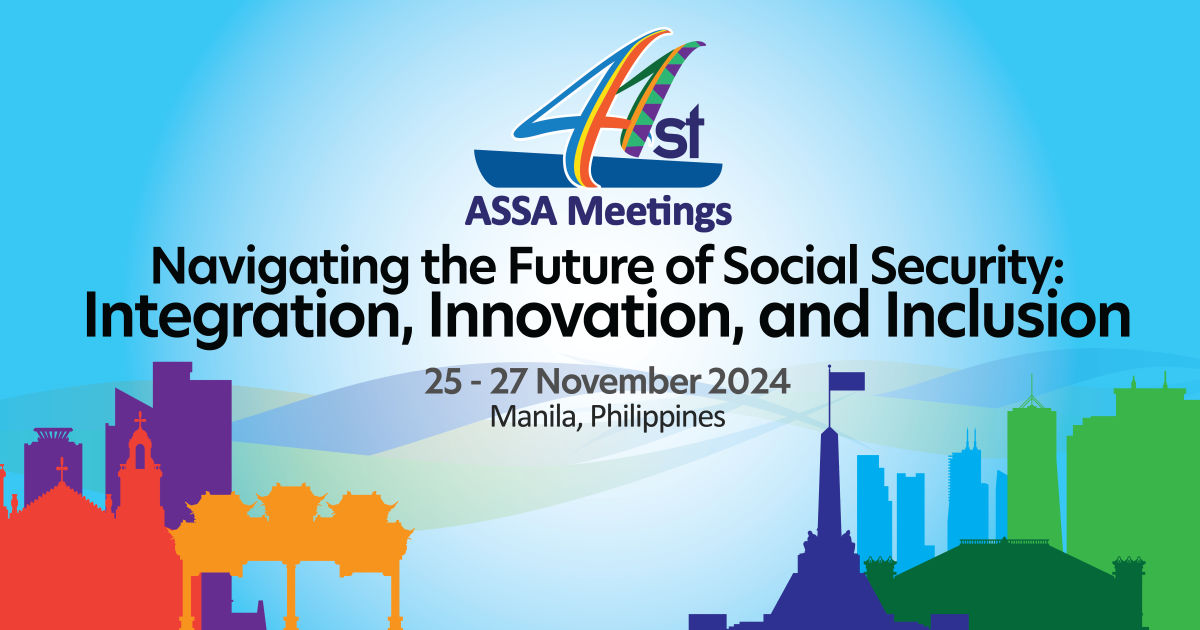 41st
ASSA Meetings
Navigating the Future of Social Security:
Integration, Innovation, and Inclusion
25 - 27 November 2024
Manila, Philippines